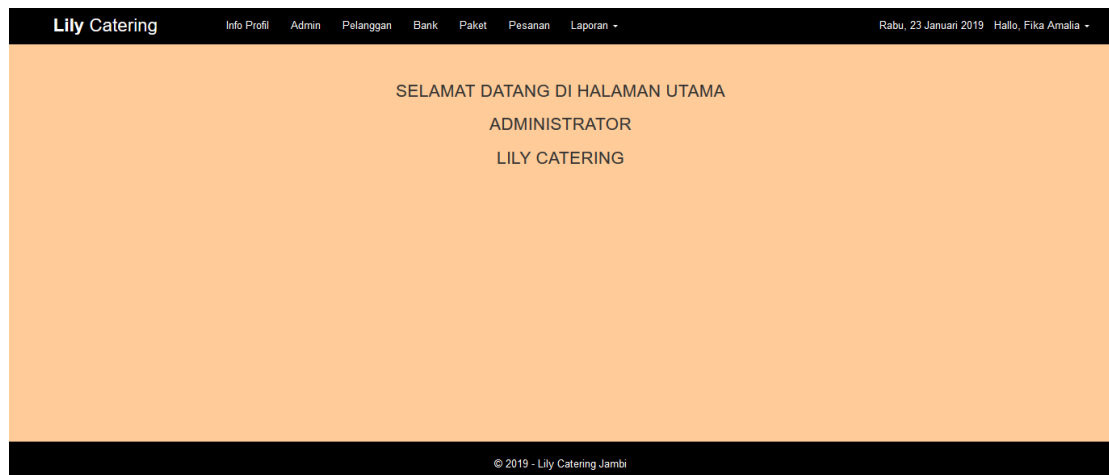 Lily Catering Info Profil Admin Pelanggan Bank Paket Pesanan Laporan Rabu, 23 Januari 2019 Hallo, Fika Amalia
SELAMAT DATANG DI HALAMAN UTAMA
ADMINISTRATOR
LILY CATERING
© 2019 - Lily Catering Jambi